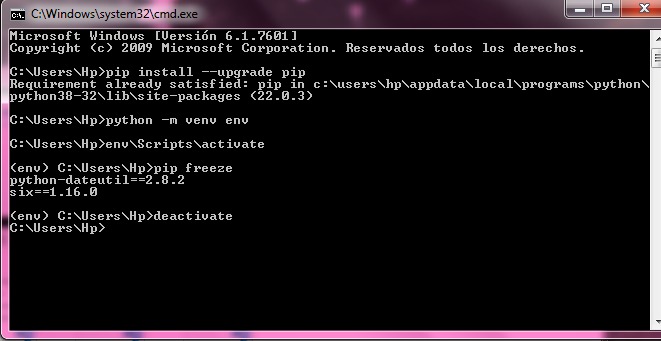 C:\Windows\system32\cmd.exe
Microsoft Windows [Versión 6.1.7601]
Copyright (c) 2009 Microsoft Corporation. Reservados todos los derechos.
C:\Users\Hp>pip install --upgrade pip
Requirement already satisfied: pip in c:\users\hp\appdata\local\programs\python\
python38-32\lib\site-packages (22.0.3)
C:\Users\Hp>python -m venv env
C:\Users\Hp>env\Scripts\activate
(env) C:\Users\Hp>pip freeze
python-dateutil==2.8.2
six==1.16.0
(env) C:\Users\Hp>deactivate
C:\Users\Hp>